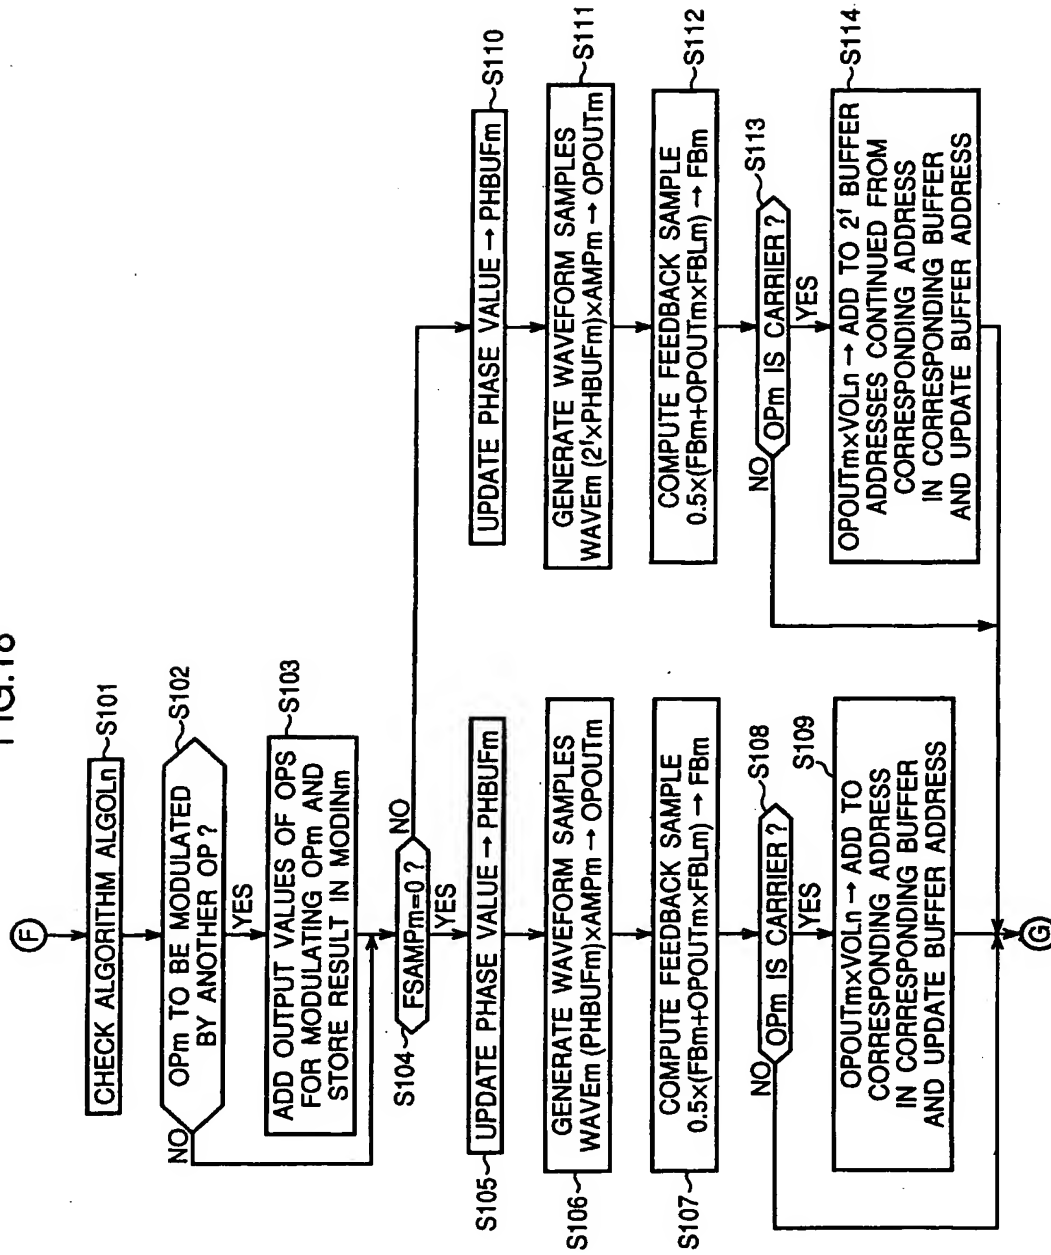 FIG.18
F
CHECK ALGORITHM ALGOLn
S101
OPm TO BE MODULATED
BY ANOTHER OP ?
S102
NO
YES
ADD OUTPUT VALUES OF OPS
FOR MODULATING OPm AND
STORE RESULT IN MODINm
S103
FSAMPm=0 ?
S104
NO
YES
UPDATE PHASE VALUE → PHBUFm
S105
GENERATE WAVEFORM SAMPLES
WAVEm (PHBUFm)×AMPm → OPOUTm
S106
COMPUTE FEEDBACK SAMPLE
0.5×(FBm+OPOUTm×FBLm) → FBm
S107
OPm IS CARRIER ?
S108
NO
YES
OPOUTm×VOLn → ADD TO
CORRESPONDING ADDRESS
IN CORRESPONDING BUFFER
AND UPDATE BUFFER ADDRESS
S109
UPDATE PHASE VALUE → PHBUFm
S110
GENERATE WAVEFORM SAMPLES
WAVEm (2^f×PHBUFm)×AMPm → OPOUTm
S111
COMPUTE FEEDBACK SAMPLE
0.5×(FBm+OPOUTm×FBLm) → FBm
S112
OPm IS CARRIER ?
S113
NO
YES
OPOUTm×VOLn → ADD TO 2^f BUFFER
ADDRESSES CONTINUED FROM
CORRESPONDING ADDRESS
IN CORRESPONDING BUFFER
AND UPDATE BUFFER ADDRESS
S114
G